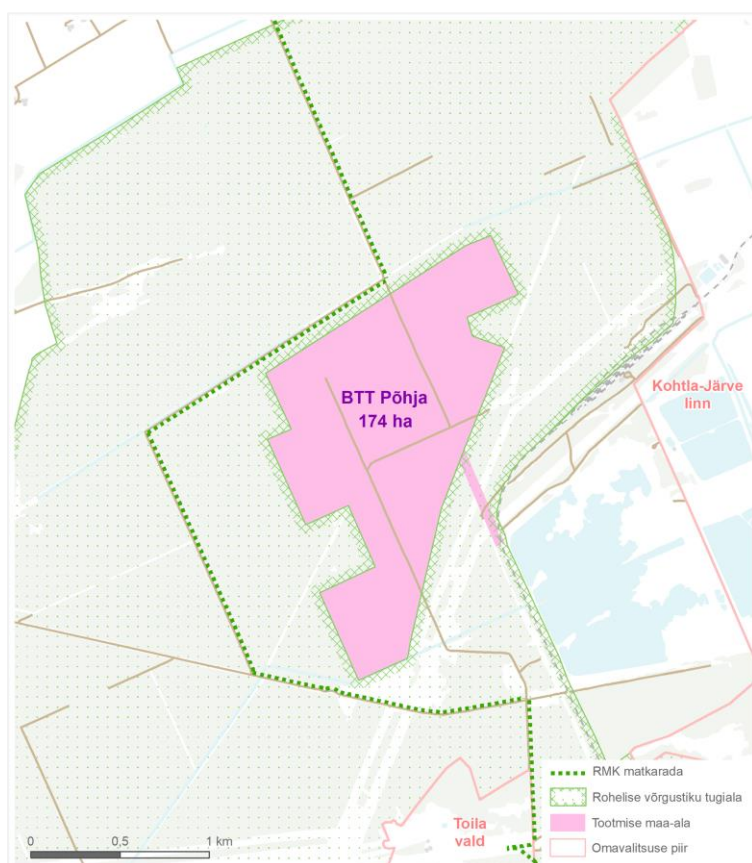 BTT Põhja
174 ha
Kohtla-Järve
linn
Toila
vald
RMK matkarada
Rohelise võrgustiku tugiala
Tootmise maa-ala
Omavalitsuse piir
0 0,5 1 km